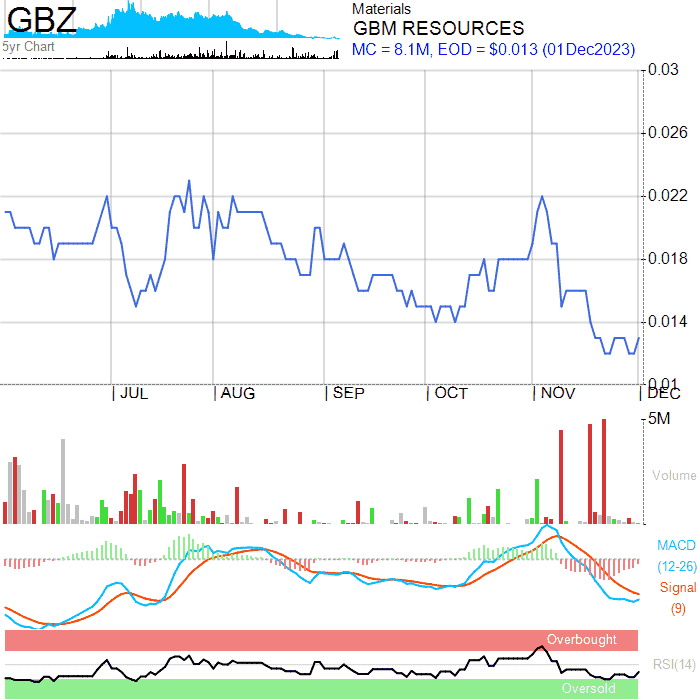 GBZ
5yr Chart
Materials
GBM RESOURCES
MC = 8.1M, EOD = $0.013 (01Dec2023)
0.03
0.026
0.022
0.018
0.014
0.01
JUL AUG SEP OCT NOV DEC
5M
Volume
MACD
(12-26)
Signal
(9)
Overbought
RSI(14)
Oversold